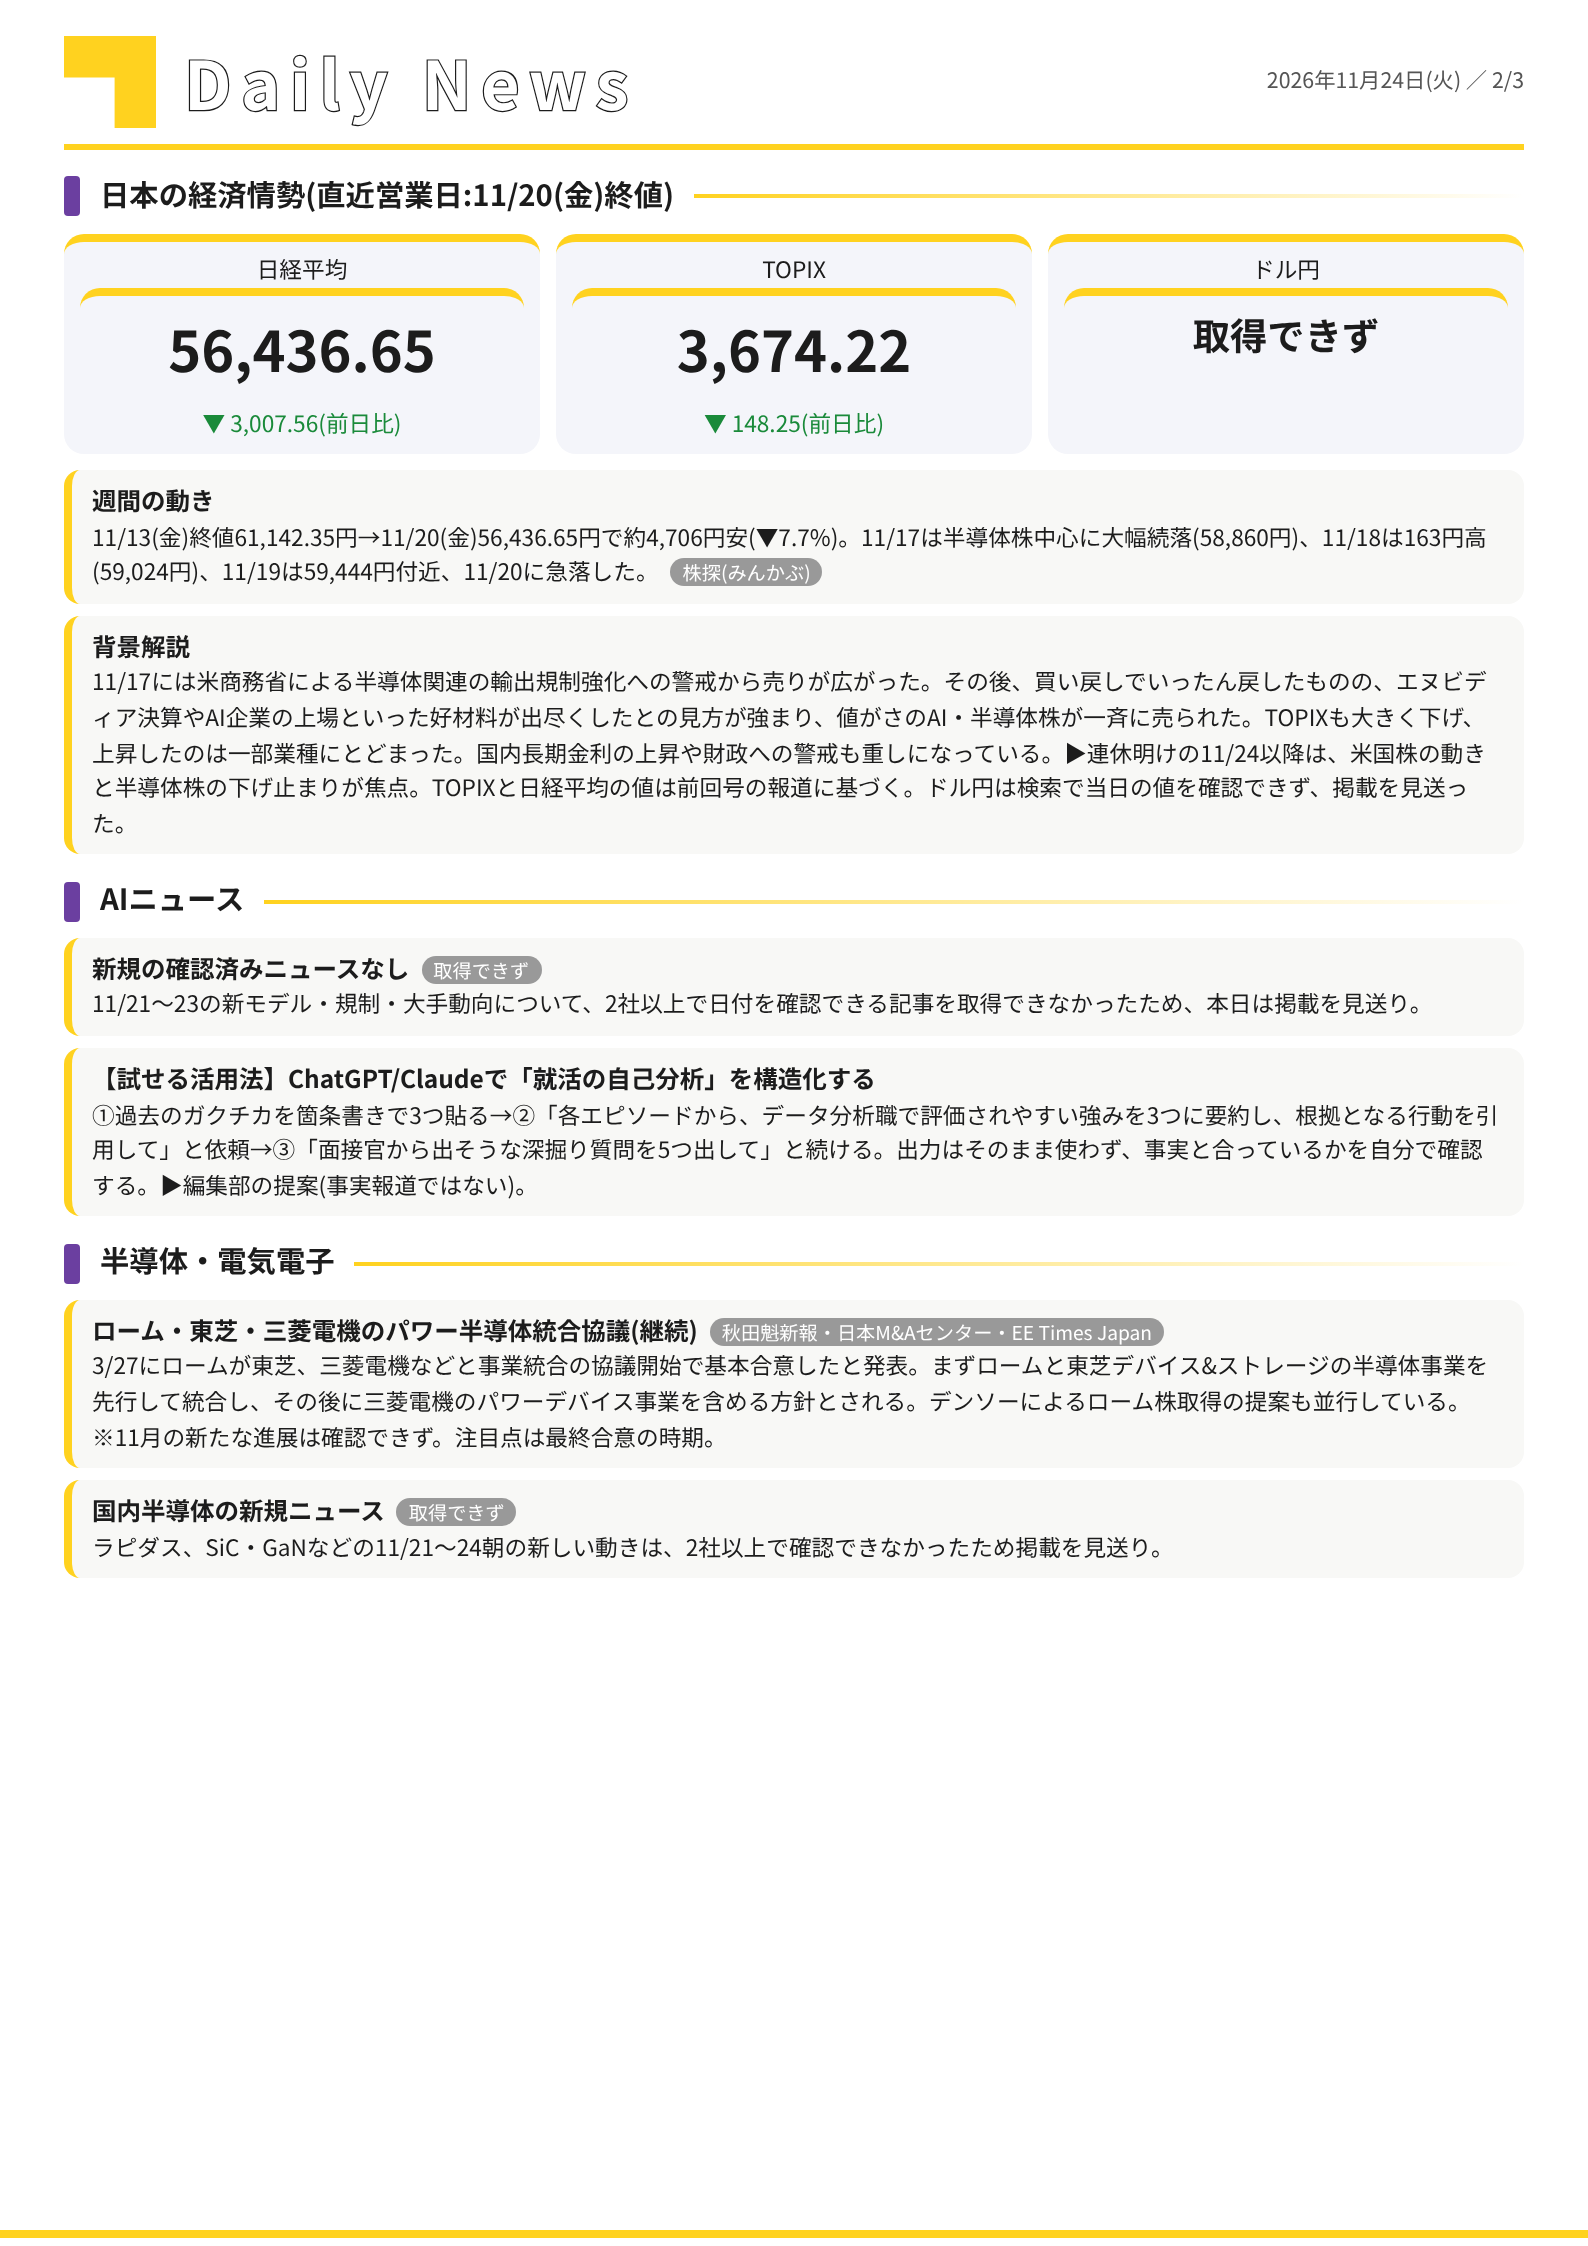 Daily News
2026年11月24日(火) ／ 2/3
日本の経済情勢(直近営業日:11/20(金)終値)
日経平均
56,436.65
▼ 3,007.56(前日比)
TOPIX
3,674.22
▼ 148.25(前日比)
ドル円
取得できず
週間の動き
11/13(金)終値61,142.35円→11/20(金)56,436.65円で約4,706円安(▼7.7%)。11/17は半導体株中心に大幅続落(58,860円)、11/18は163円高
(59,024円)、11/19は59,444円付近、11/20に急落した。 株探(みんかぶ)
背景解説
11/17には米商務省による半導体関連の輸出規制強化への警戒から売りが広がった。その後、買い戻しでいったん戻したものの、エヌビデ
ィア決算やAI企業の上場といった好材料が出尽くしたとの見方が強まり、値がさのAI・半導体株が一斉に売られた。TOPIXも大きく下げ、
上昇したのは一部業種にとどまった。国内長期金利の上昇や財政への警戒も重しになっている。▶連休明けの11/24以降は、米国株の動き
と半導体株の下げ止まりが焦点。TOPIXと日経平均の値は前回号の報道に基づく。ドル円は検索で当日の値を確認できず、掲載を見送っ
た。
AIニュース
新規の確認済みニュースなし 取得できず
11/21〜23の新モデル・規制・大手動向について、2社以上で日付を確認できる記事を取得できなかったため、本日は掲載を見送り。
【試せる活用法】ChatGPT/Claudeで「就活の自己分析」を構造化する
①過去のガクチカを箇条書きで3つ貼る→②「各エピソードから、データ分析職で評価されやすい強みを3つに要約し、根拠となる行動を引
用して」と依頼→③「面接官から出そうな深掘り質問を5つ出して」と続ける。出力はそのまま使わず、事実と合っているかを自分で確認
する。▶編集部の提案(事実報道ではない)。
半導体・電気電子
ローム・東芝・三菱電機のパワー半導体統合協議(継続) 秋田魁新報・日本M&Aセンター・EE Times Japan
3/27にロームが東芝、三菱電機などと事業統合の協議開始で基本合意したと発表。まずロームと東芝デバイス&ストレージの半導体事業を
先行して統合し、その後に三菱電機のパワーデバイス事業を含める方針とされる。デンソーによるローム株取得の提案も並行している。
※11月の新たな進展は確認できず。注目点は最終合意の時期。
国内半導体の新規ニュース 取得できず
ラピダス、SiC・GaNなどの11/21〜24朝の新しい動きは、2社以上で確認できなかったため掲載を見送り。